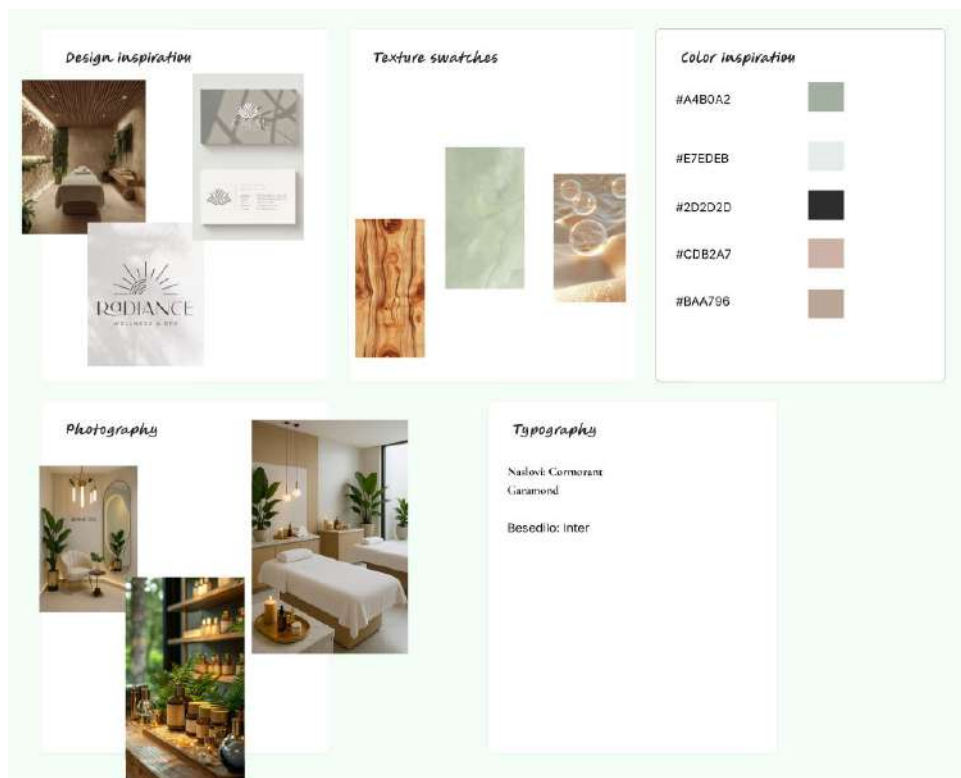 Design inspiration
RADIANCE
WELLNESS & SPA
Texture swatches
Color inspiration
#A4B0A2
#E7EDEB
#2D2D2D
#CDB2A7
#BAA796
Photography
Typography
Naslovi: Cormorant
Garamond
Besedilo: Inter